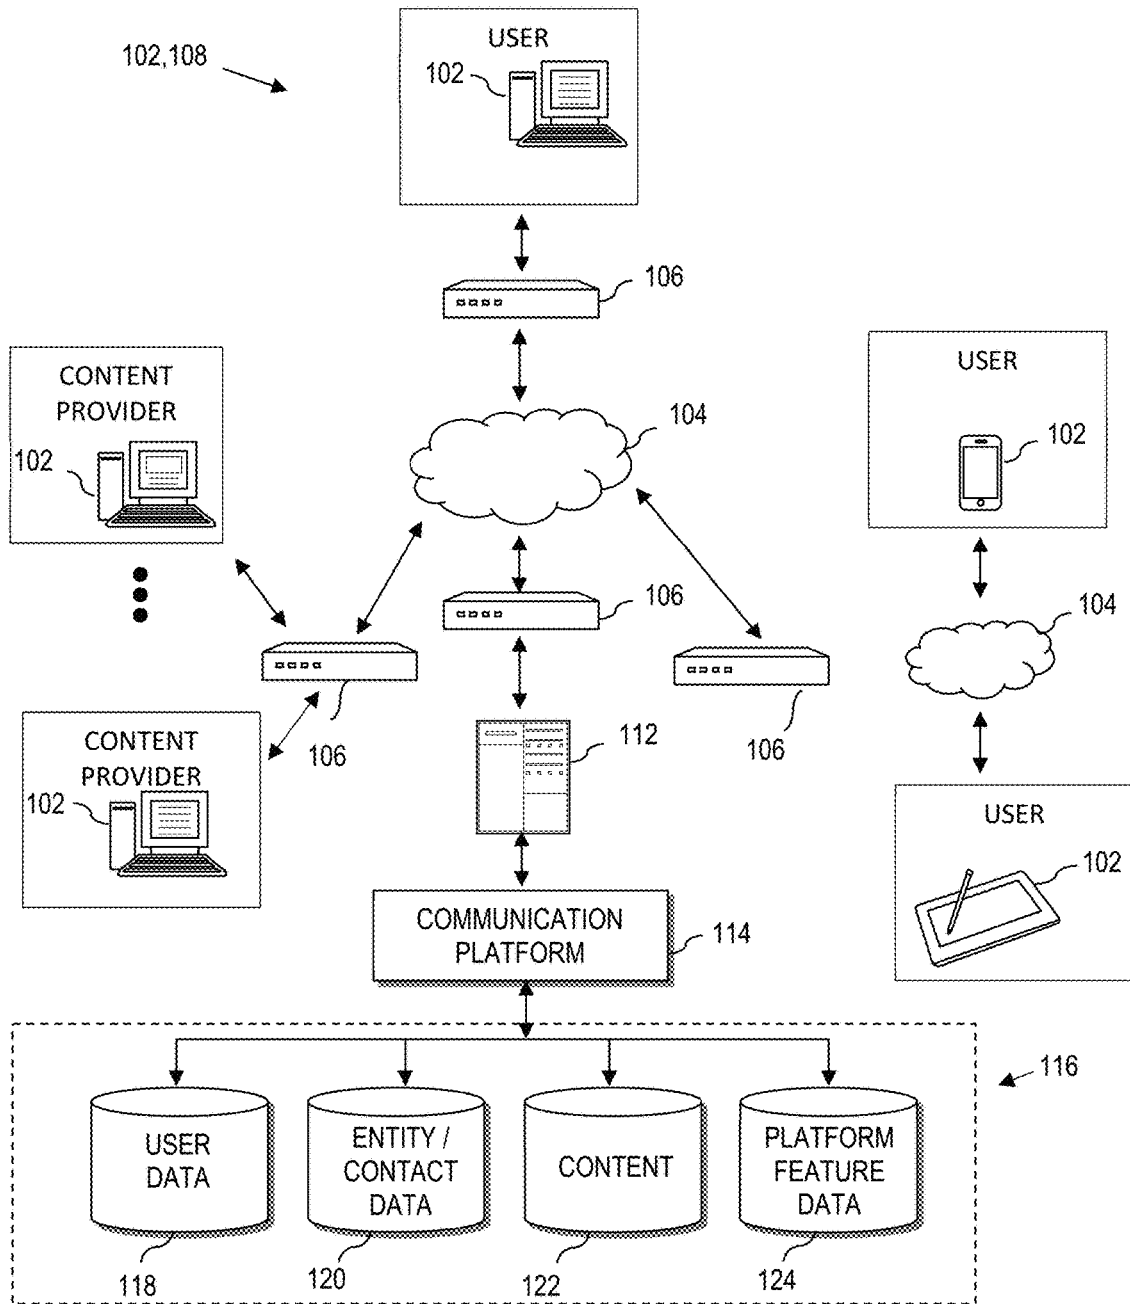 102,108
USER
102
106
CONTENT
PROVIDER
102
104
USER
102
106
104
106
106
CONTENT
PROVIDER
102
112
USER
102
COMMUNICATION
PLATFORM
114
116
USER
DATA
ENTITY /
CONTACT
DATA
CONTENT
PLATFORM
FEATURE
DATA
118
120
122
124